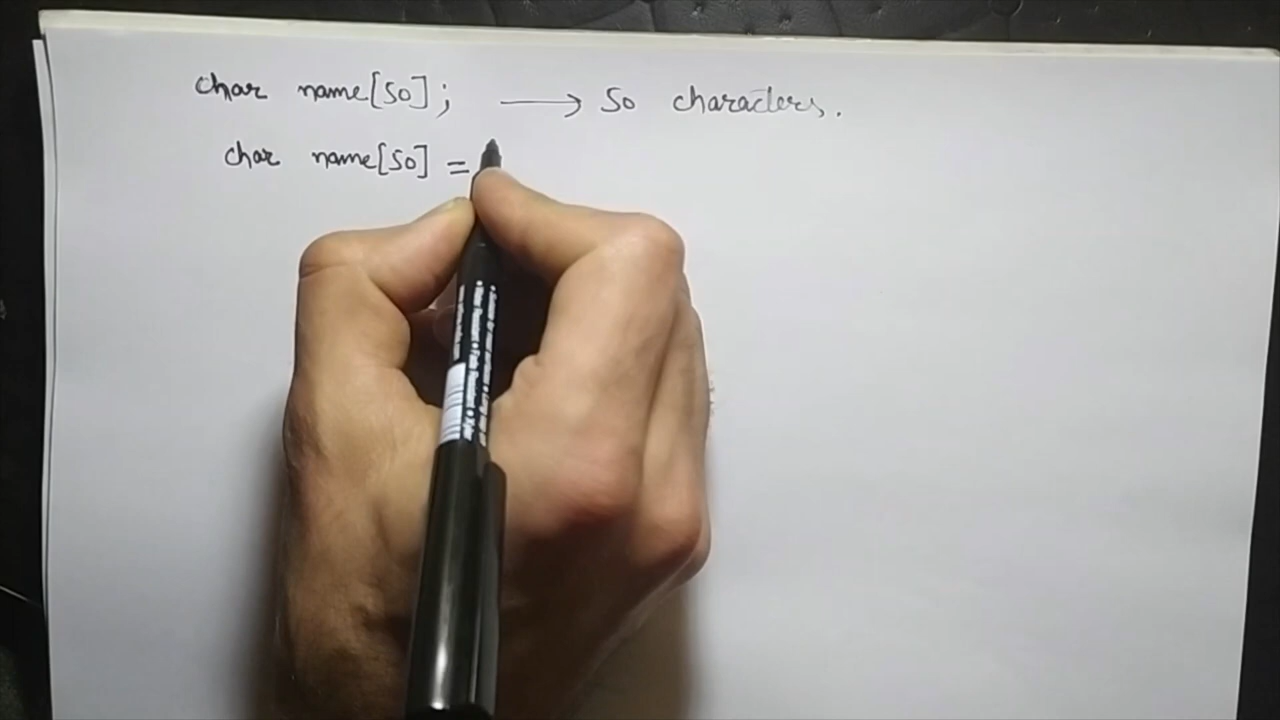 char name[50]; ⟶ 50 characters.
char name[50] =